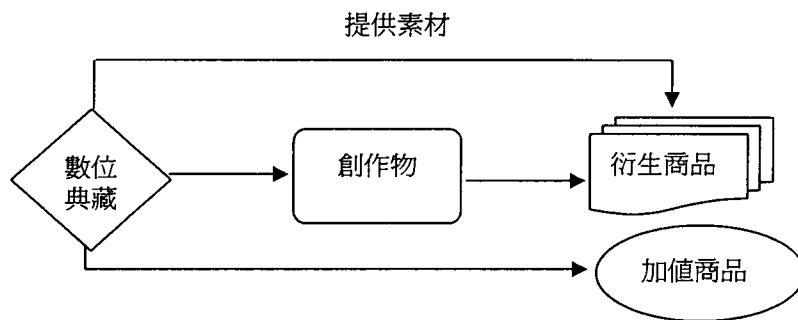 提供素材
數位
典藏
創作物
衍生商品
加值商品